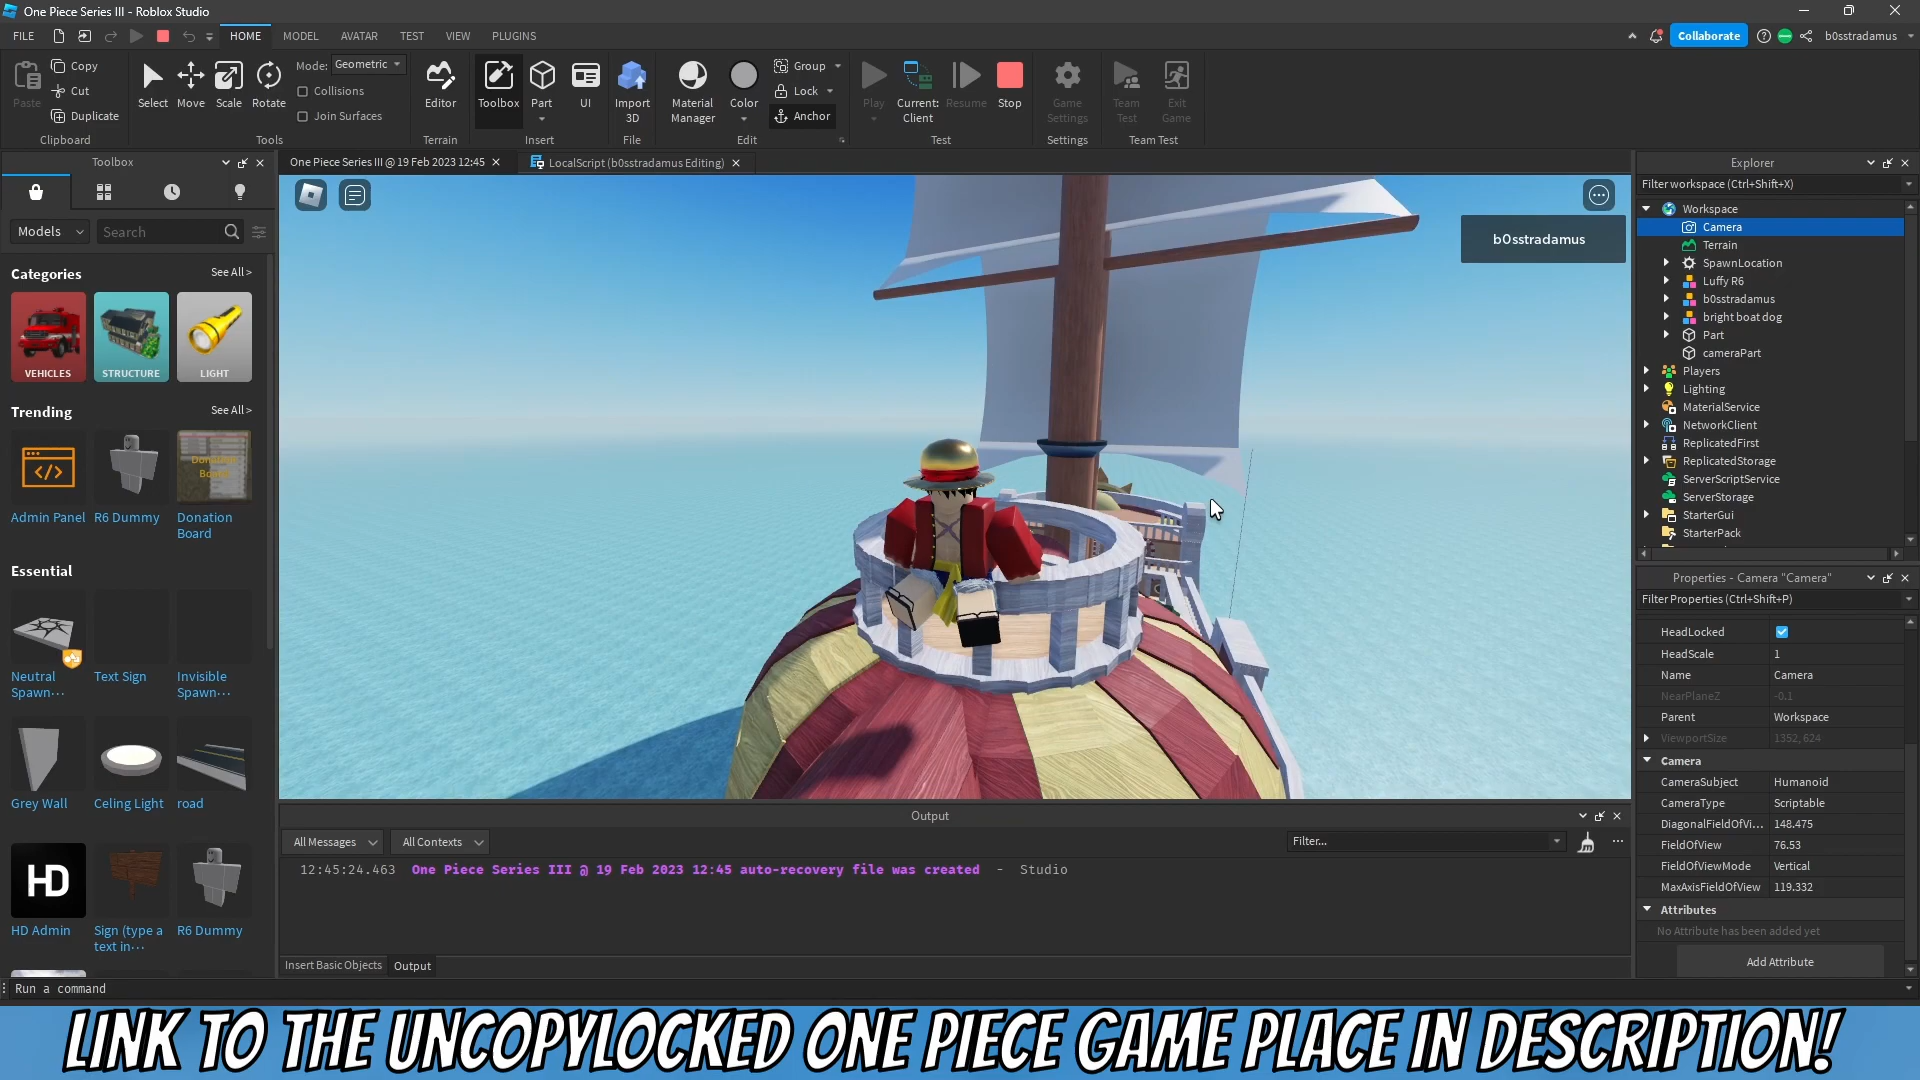 One Piece Series III - Roblox Studio
FILE HOME MODEL AVATAR TEST VIEW PLUGINS Collaborate b0sstradamus
Paste Copy Cut Duplicate
Clipboard
Select Move Scale Rotate
Mode: Geometric
Collisions
Join Surfaces
Tools
Editor
Terrain
Toolbox Part UI
Insert
Import 3D
File
Material Manager Color
Group
Lock
Anchor
Edit
Play Current: Client Resume Stop
Test
Game Settings
Settings
Team Test Exit Game
Team Test
Toolbox
Models Search
Categories See All >
VEHICLES STRUCTURE LIGHT
Trending See All >
Admin Panel R6 Dummy Donation Board
Essential
Neutral Spawn... Text Sign Invisible Spawn...
Grey Wall Celing Light road
HD
HD Admin Sign (type a text in... R6 Dummy
One Piece Series III @ 19 Feb 2023 12:45 LocalScript (b0sstradamus Editing)
b0sstradamus
Output
All Messages All Contexts Filter...
12:45:24.463 One Piece Series III @ 19 Feb 2023 12:45 auto-recovery file was created - Studio
Insert Basic Objects Output
Run a command
Explorer
Filter workspace (Ctrl+Shift+X)
Workspace
Camera
Terrain
SpawnLocation
Luffy R6
b0sstradamus
bright boat dog
Part
cameraPart
Players
Lighting
MaterialService
NetworkClient
ReplicatedFirst
ReplicatedStorage
ServerScriptService
ServerStorage
StarterGui
StarterPack
Properties - Camera "Camera"
Filter Properties (Ctrl+Shift+P)
HeadLocked
HeadScale 1
Name Camera
NearPlaneZ -0.1
Parent Workspace
ViewportSize 1352, 624
Camera
CameraSubject Humanoid
CameraType Scriptable
DiagonalFieldOfVi... 148.475
FieldOfView 76.53
FieldOfViewMode Vertical
MaxAxisFieldOfView 119.332
Attributes
No Attribute has been added yet
Add Attribute
LINK TO THE UNCOPYLOCKED ONE PIECE GAME PLACE IN DESCRIPTION!